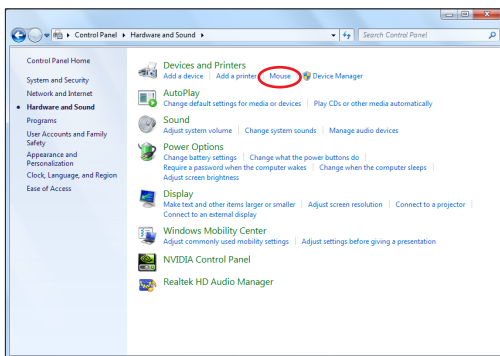 Control Panel ▸ Hardware and Sound ▸
Search Control Panel
Control Panel Home
System and Security
Network and Internet
Hardware and Sound
Programs
User Accounts and Family
Safety
Appearance and
Personalization
Clock, Language, and Region
Ease of Access
Devices and Printers
Add a device | Add a printer | Mouse | Device Manager
AutoPlay
Change default settings for media or devices | Play CDs or other media automatically
Sound
Adjust system volume | Change system sounds | Manage audio devices
Power Options
Change battery settings | Change what the power buttons do |
Require a password when the computer wakes | Change when the computer sleeps |
Adjust screen brightness
Display
Make text and other items larger or smaller | Adjust screen resolution | Connect to a projector |
Connect to an external display
Windows Mobility Center
Adjust commonly used mobility settings | Adjust settings before giving a presentation
NVIDIA Control Panel
Realtek HD Audio Manager